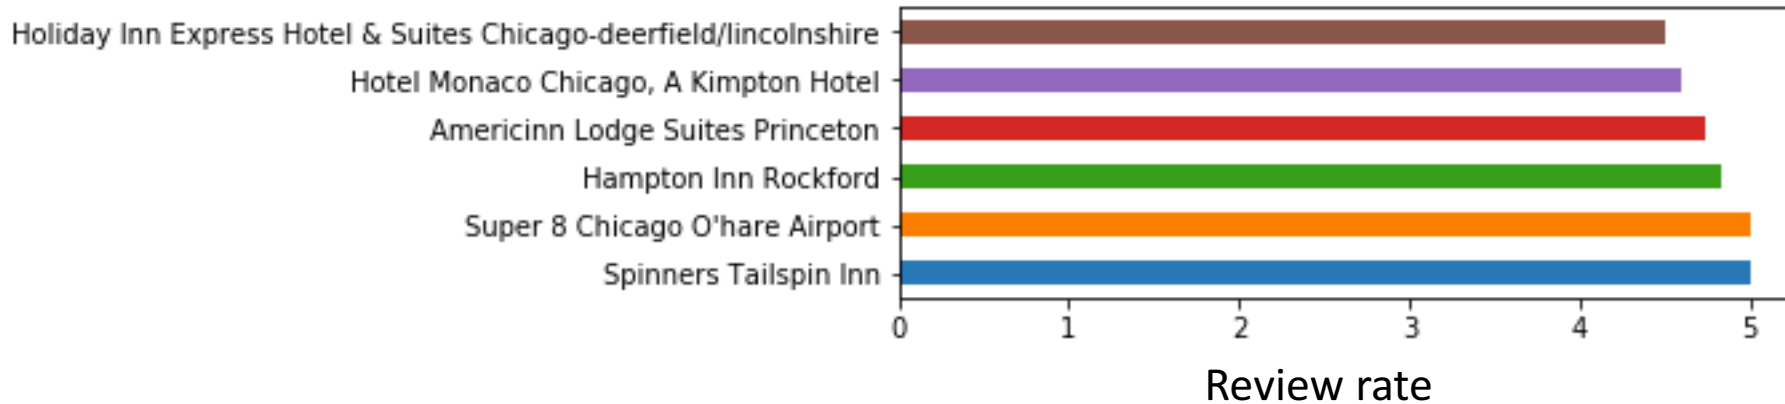 Holiday Inn Express Hotel & Suites Chicago-deerfield/lincolnshire
Hotel Monaco Chicago, A Kimpton Hotel
Americinn Lodge Suites Princeton
Hampton Inn Rockford
Super 8 Chicago O'hare Airport
Spinners Tailspin Inn
0 1 2 3 4 5
Review rate